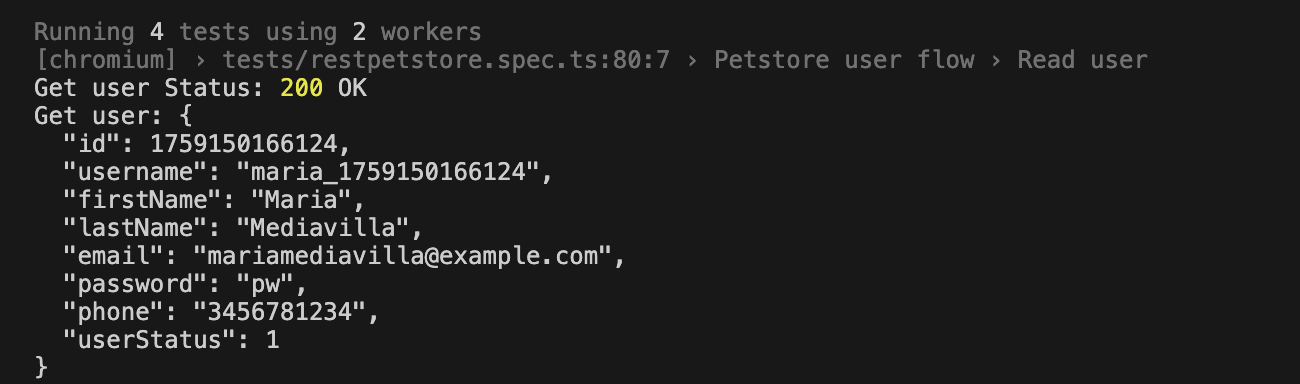 Running 4 tests using 2 workers
[chromium] › tests/restpetstore.spec.ts:80:7 › Petstore user flow › Read user
Get user Status: 200 OK
Get user: {
  "id": 1759150166124,
  "username": "maria_1759150166124",
  "firstName": "Maria",
  "lastName": "Mediavilla",
  "email": "mariamediavilla@example.com",
  "password": "pw",
  "phone": "3456781234",
  "userStatus": 1
}